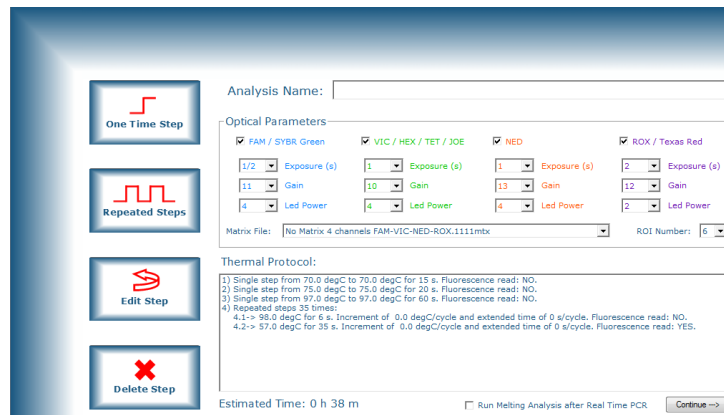 Analysis Name:
One Time Step
Optical Parameters
FAM / SYBR Green
VIC / HEX / TET / JOE
NED
ROX / Texas Red
1/2 Exposure (s)
1 Exposure (s)
1 Exposure (s)
2 Exposure (s)
11 Gain
10 Gain
13 Gain
12 Gain
4 Led Power
4 Led Power
4 Led Power
2 Led Power
Repeated Steps
Matrix File: No Matrix 4 channels FAM-VIC-NED-ROX.1111mtx
ROI Number: 6
Thermal Protocol:
1) Single step from 70.0 degC to 70.0 degC for 15 s. Fluorescence read: NO.
2) Single step from 75.0 degC to 75.0 degC for 20 s. Fluorescence read: NO.
3) Single step from 97.0 degC to 97.0 degC for 60 s. Fluorescence read: NO.
4) Repeated steps 35 times:
4.1-> 98.0 degC for 6 s. Increment of 0.0 degC/cycle and extended time of 0 s/cycle. Fluorescence read: NO.
4.2-> 57.0 degC for 35 s. Increment of 0.0 degC/cycle and extended time of 0 s/cycle. Fluorescence read: YES.
Edit Step
Delete Step
Estimated Time: 0 h 38 m
Run Melting Analysis after Real Time PCR
Continue -->